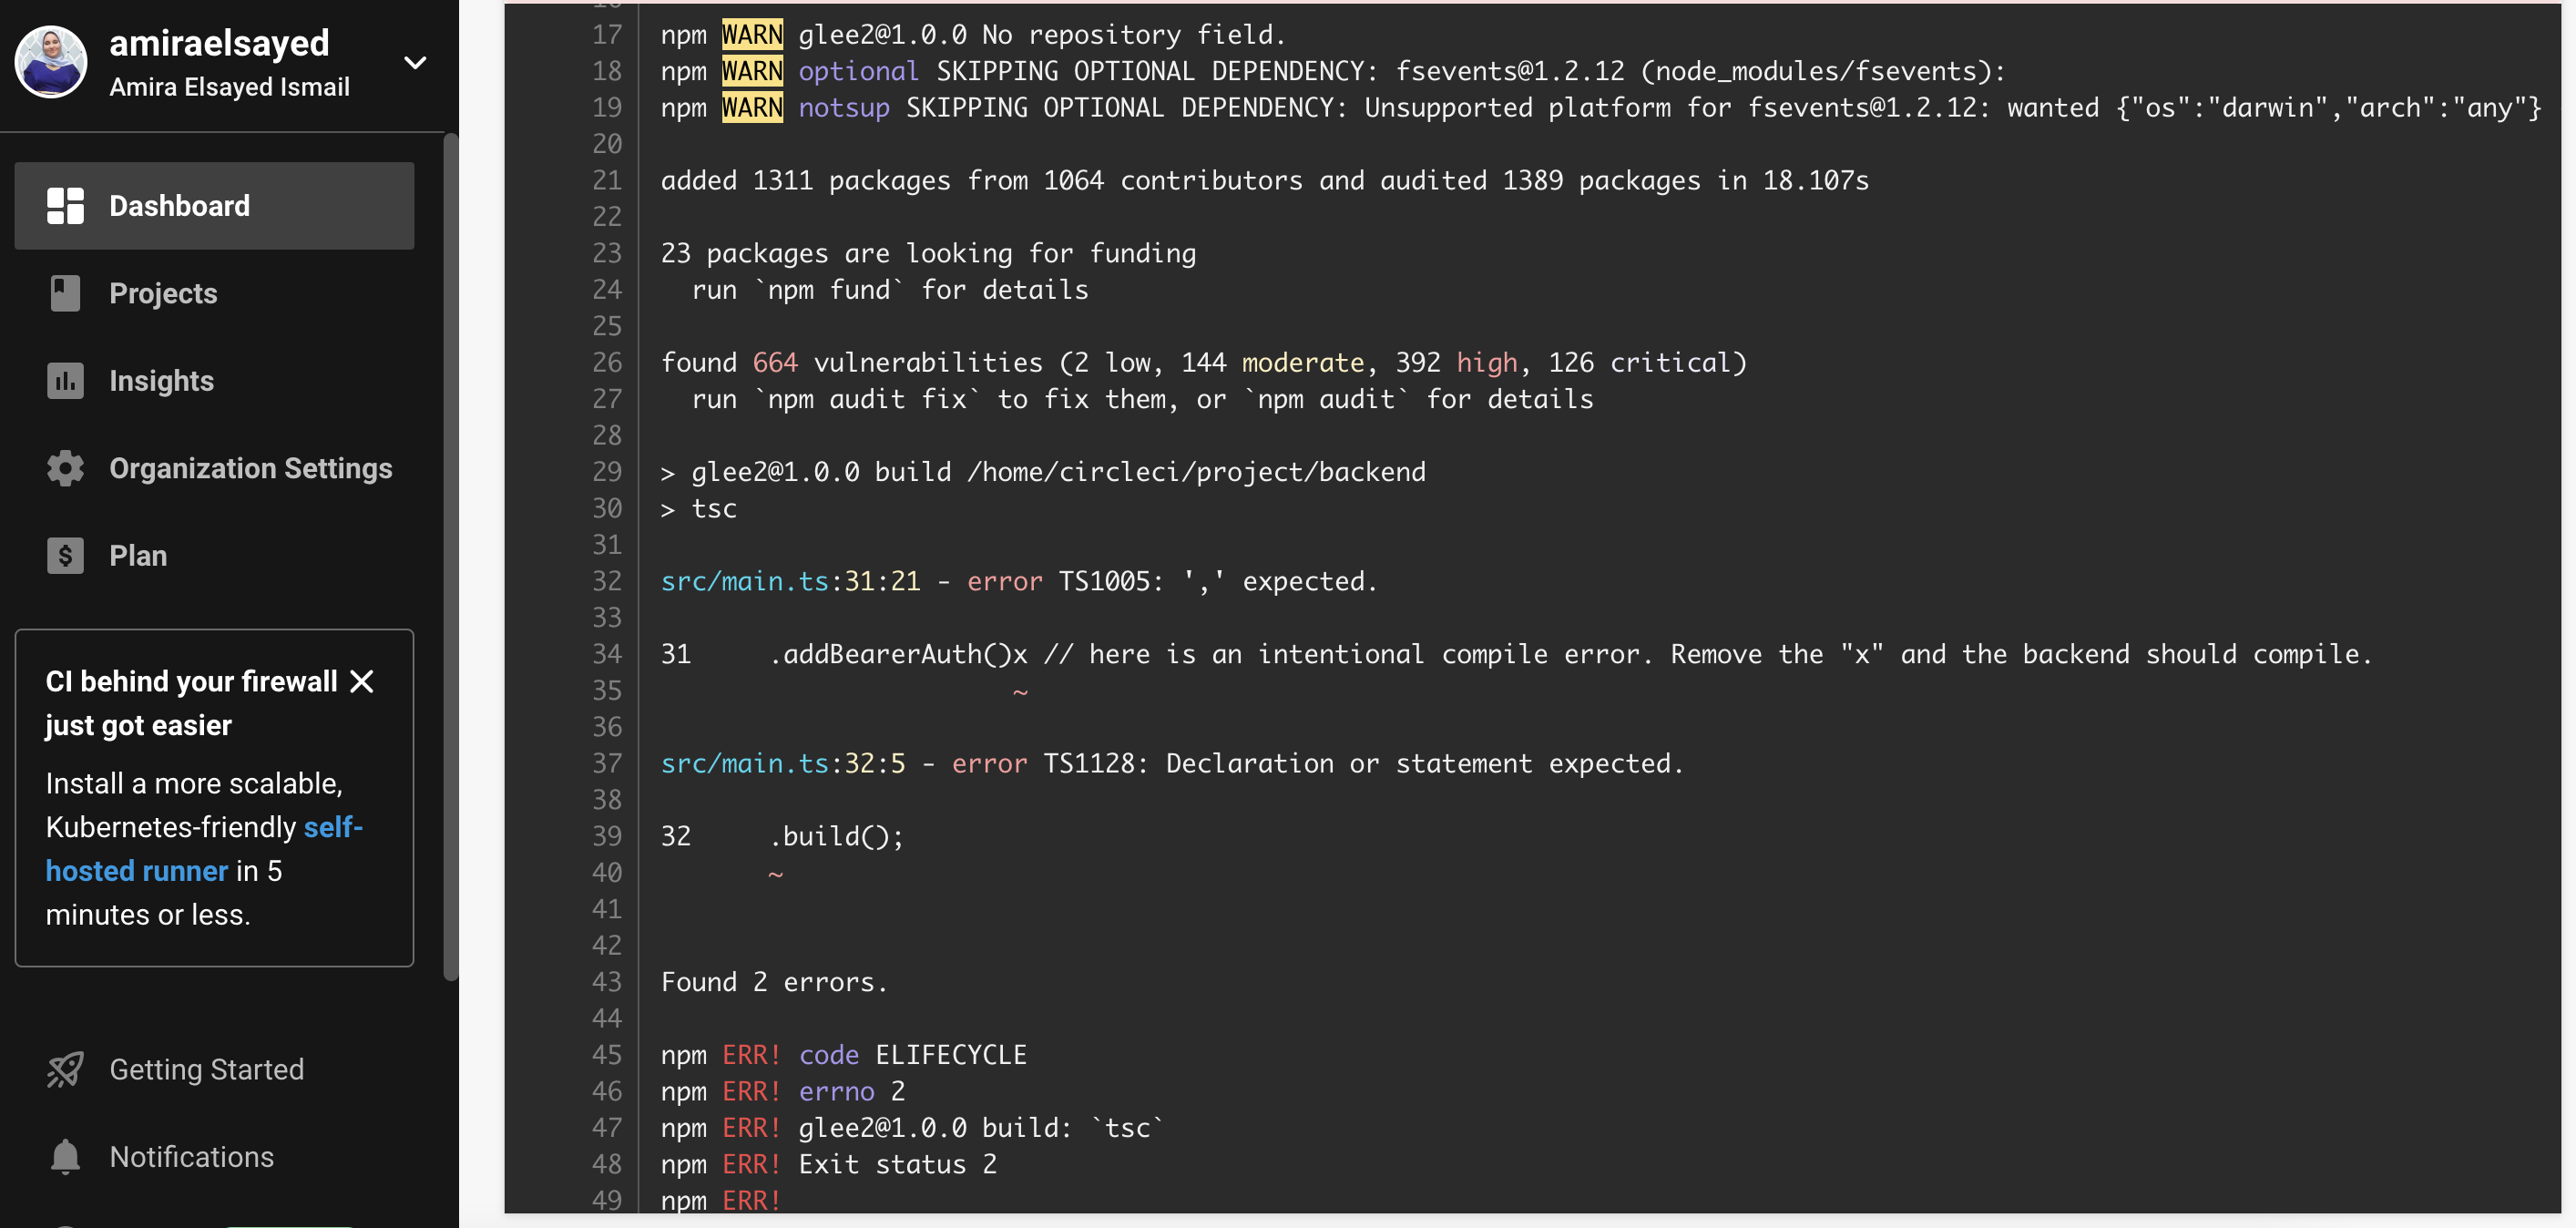 amiraelsayed
Amira Elsayed Ismail
Dashboard
Projects
Insights
Organization Settings
Plan
CI behind your firewall
just got easier
Install a more scalable,
Kubernetes-friendly self-
hosted runner in 5
minutes or less.
Getting Started
Notifications
17 npm WARN glee2@1.0.0 No repository field.
18 npm WARN optional SKIPPING OPTIONAL DEPENDENCY: fsevents@1.2.12 (node_modules/fsevents):
19 npm WARN notsup SKIPPING OPTIONAL DEPENDENCY: Unsupported platform for fsevents@1.2.12: wanted {"os":"darwin","arch":"any"}
20
21 added 1311 packages from 1064 contributors and audited 1389 packages in 18.107s
22
23 23 packages are looking for funding
24 run `npm fund` for details
25
26 found 664 vulnerabilities (2 low, 144 moderate, 392 high, 126 critical)
27 run `npm audit fix` to fix them, or `npm audit` for details
28
29 > glee2@1.0.0 build /home/circleci/project/backend
30 > tsc
31
32 src/main.ts:31:21 - error TS1005: ',' expected.
33
34 31 .addBearerAuth()x // here is an intentional compile error. Remove the "x" and the backend should compile.
35 ~
36
37 src/main.ts:32:5 - error TS1128: Declaration or statement expected.
38
39 32 .build();
40 ~
41
42
43 Found 2 errors.
44
45 npm ERR! code ELIFECYCLE
46 npm ERR! errno 2
47 npm ERR! glee2@1.0.0 build: `tsc`
48 npm ERR! Exit status 2
49 npm ERR!